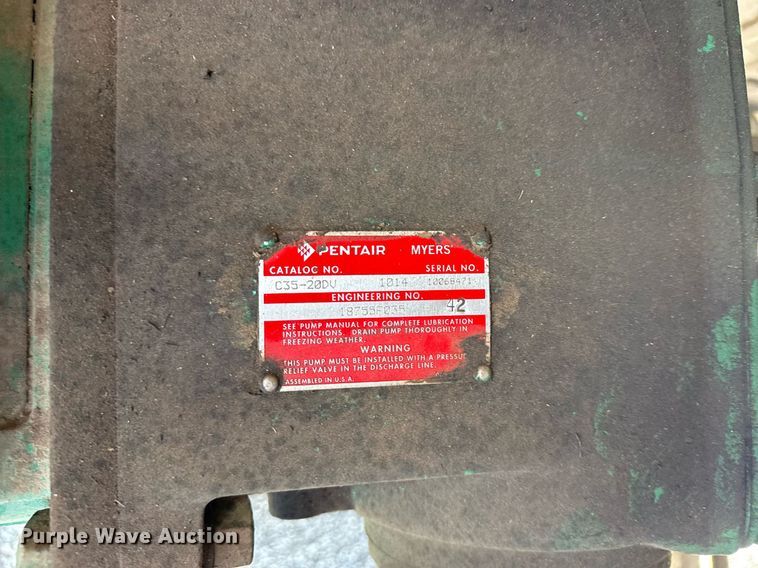 PENTAIR MYERS
CATALOG NO. SERIAL NO.
C35-20DV 1014
ENGINEERING NO.
18755F035 42
SEE PUMP MANUAL FOR COMPLETE LUBRICATION
INSTRUCTIONS. DRAIN PUMP THOROUGHLY IN
FREEZING WEATHER.
WARNING
THIS PUMP MUST BE INSTALLED WITH A PRESSURE
RELIEF VALVE IN THE DISCHARGE LINE.
ASSEMBLED IN U.S.A.
Purple Wave Auction